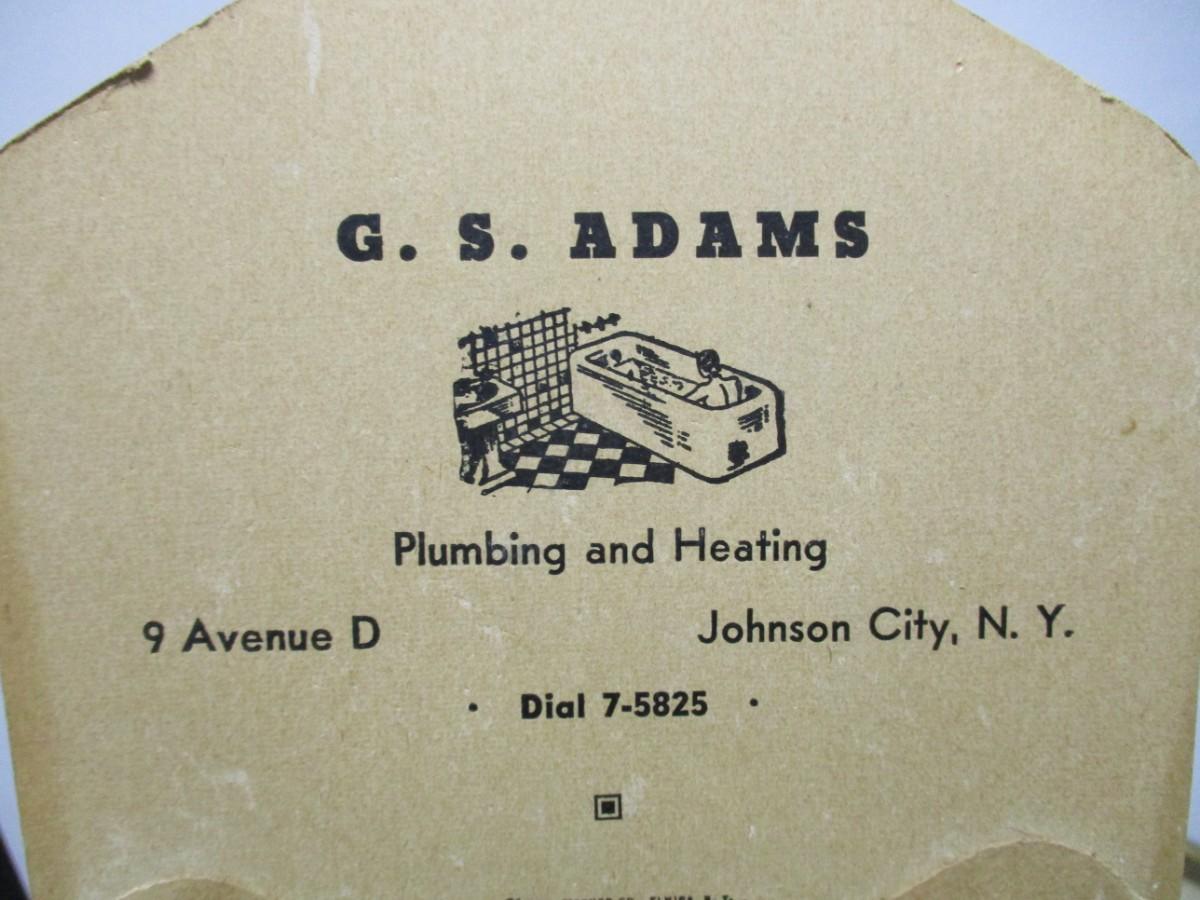 G. S. ADAMS
Plumbing and Heating
9 Avenue D Johnson City, N. Y.
· Dial 7-5825 ·